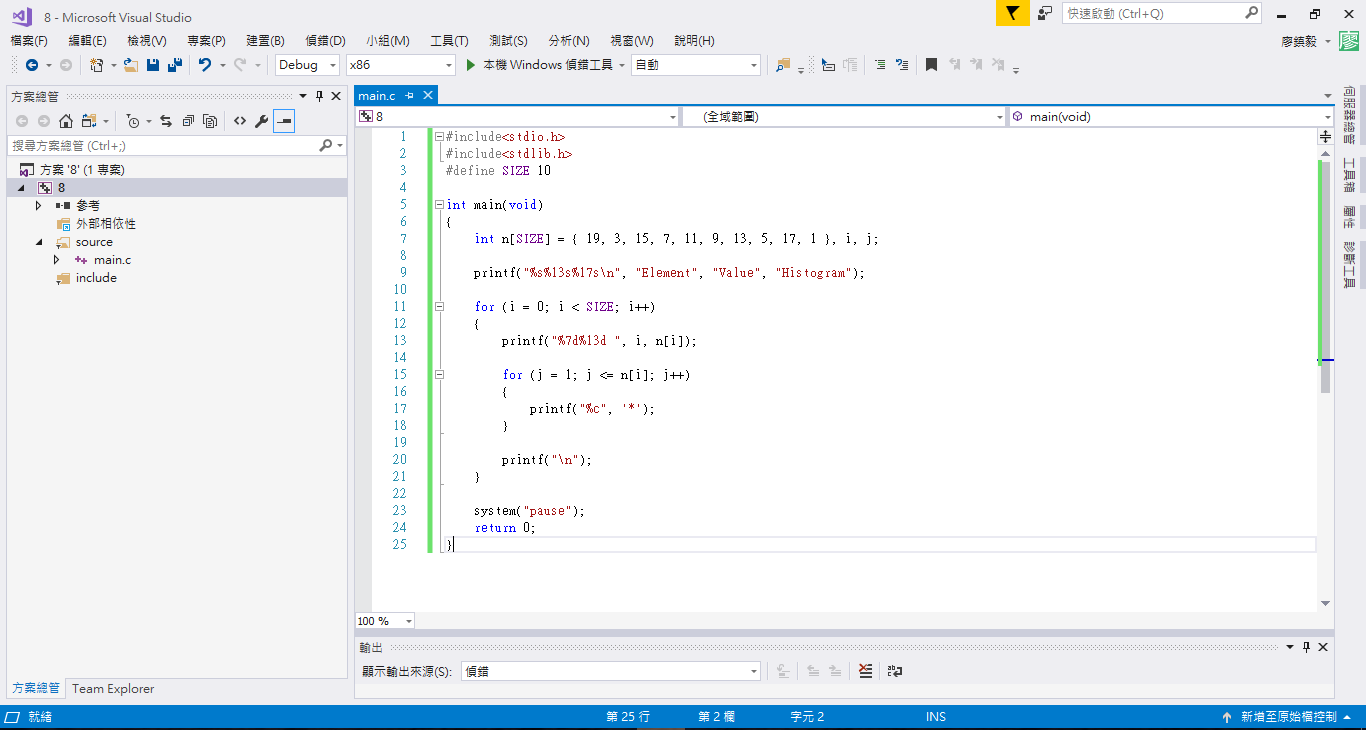 8 - Microsoft Visual Studio
快速啟動 (Ctrl+Q)
檔案(F) 編輯(E) 檢視(V) 專案(P) 建置(B) 偵錯(D) 小組(M) 工具(T) 測試(S) 分析(N) 視窗(W) 說明(H)
廖鎮毅 廖
Debug x86 本機 Windows 偵錯工具 自動
方案總管
搜尋方案總管 (Ctrl+;)
方案 '8' (1 專案)
8
參考
外部相依性
source
main.c
include
方案總管 Team Explorer
main.c
8 (全域範圍) main(void)
1 #include<stdio.h>
2 #include<stdlib.h>
3 #define SIZE 10
4
5 int main(void)
6 {
7 int n[SIZE] = { 19, 3, 15, 7, 11, 9, 13, 5, 17, 1 }, i, j;
8
9 printf("%s%13s%17s\n", "Element", "Value", "Histogram");
10
11 for (i = 0; i < SIZE; i++)
12 {
13 printf("%7d%13d ", i, n[i]);
14
15 for (j = 1; j <= n[i]; j++)
16 {
17 printf("%c", '*');
18 }
19
20 printf("\n");
21 }
22
23 system("pause");
24 return 0;
25 }
100 %
輸出
顯示輸出來源(S): 偵錯
伺服器總管
工具箱
屬性
診斷工具
就緒 第 25 行 第 2 欄 字元 2 INS 新增至原始檔控制